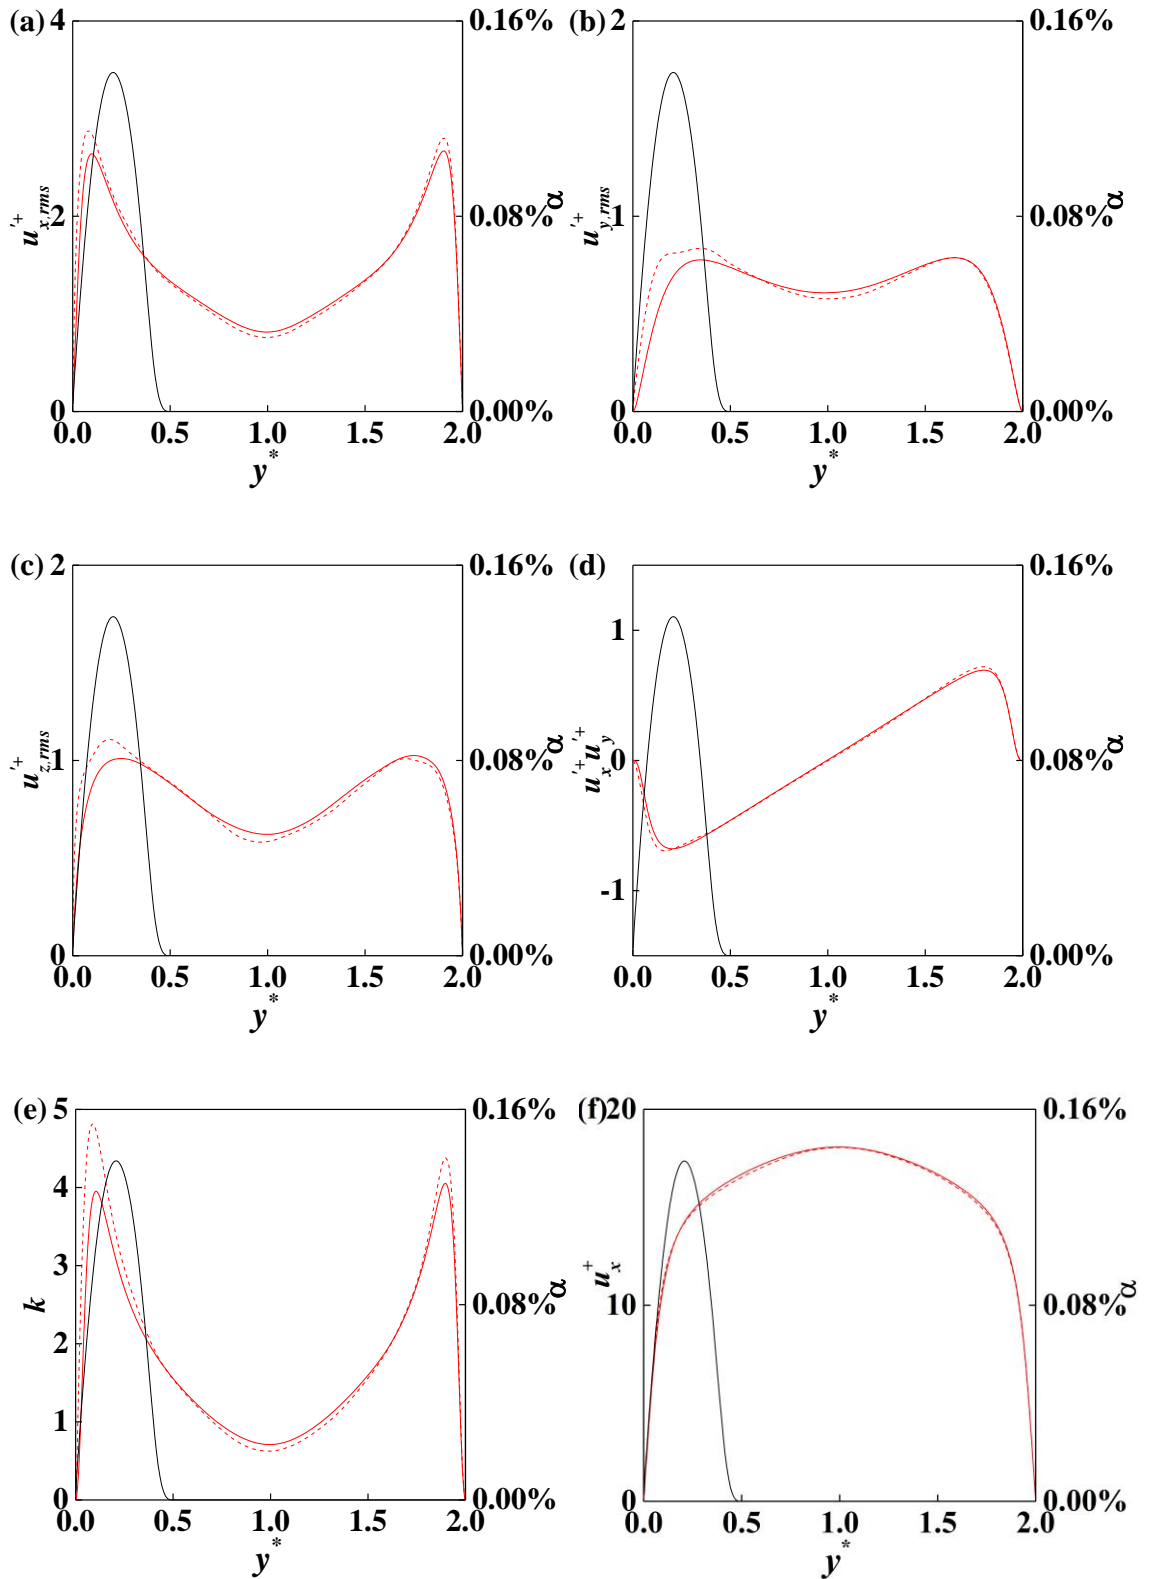 (a) 4 0.16% (b) 2 0.16%
u'+x,rms 2 0.08% α u'+y,rms 1 0.08% α
0 0.00% 0 0.00%
0.0 0.5 1.0 1.5 2.0 0.0 0.5 1.0 1.5 2.0
y* y*
(c) 2 0.16% (d) 0.16%
1
u'+z,rms 1 0.08% α u'+x u'+y 0 0.08% α
-1
0 0.00% 0.00%
0.0 0.5 1.0 1.5 2.0 0.0 0.5 1.0 1.5 2.0
y* y*
(e) 5 0.16% (f) 20 0.16%
4
3
k 0.08% α u+x 10 0.08% α
2
1
0 0.00% 0 0.00%
0.0 0.5 1.0 1.5 2.0 0.0 0.5 1.0 1.5 2.0
y* y*